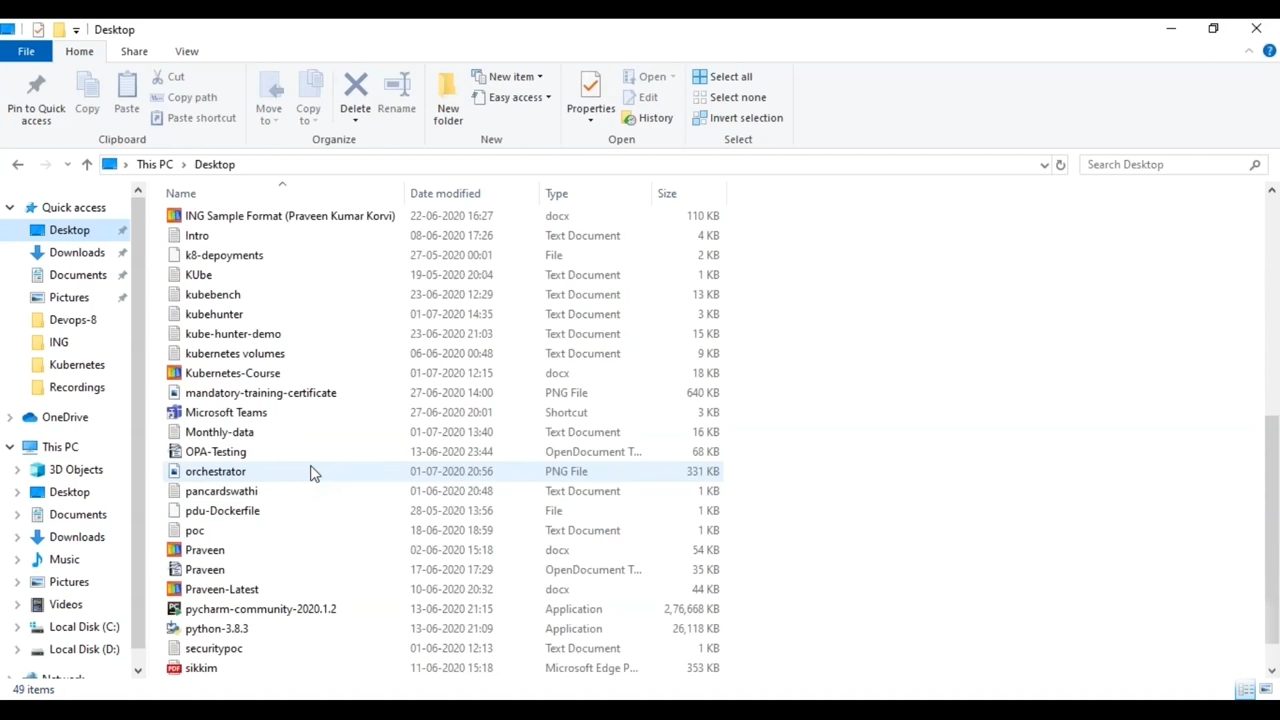 Desktop
File Home Share View
Pin to Quick access
Copy
Paste
Cut
Copy path
Paste shortcut
Clipboard
Move to
Copy to
Delete
Rename
Organize
New folder
New item
Easy access
New
Properties
Open
Edit
History
Open
Select all
Select none
Invert selection
Select
This PC > Desktop
Search Desktop
Quick access
Desktop
Downloads
Documents
Pictures
Devops-8
ING
Kubernetes
Recordings
OneDrive
This PC
3D Objects
Desktop
Documents
Downloads
Music
Pictures
Videos
Local Disk (C:)
Local Disk (D:)
Name Date modified Type Size
ING Sample Format (Praveen Kumar Korvi) 22-06-2020 16:27 docx 110 KB
Intro 08-06-2020 17:26 Text Document 4 KB
k8-depoyments 27-05-2020 00:01 File 2 KB
KUbe 19-05-2020 20:04 Text Document 1 KB
kubebench 23-06-2020 12:29 Text Document 13 KB
kubehunter 01-07-2020 14:35 Text Document 3 KB
kube-hunter-demo 23-06-2020 21:03 Text Document 15 KB
kubernetes volumes 06-06-2020 00:48 Text Document 9 KB
Kubernetes-Course 01-07-2020 12:15 docx 18 KB
mandatory-training-certificate 27-06-2020 14:00 PNG File 640 KB
Microsoft Teams 27-06-2020 20:01 Shortcut 3 KB
Monthly-data 01-07-2020 13:40 Text Document 16 KB
OPA-Testing 13-06-2020 23:44 OpenDocument T... 68 KB
orchestrator 01-07-2020 20:56 PNG File 331 KB
pancardswathi 01-06-2020 20:48 Text Document 1 KB
pdu-Dockerfile 28-05-2020 13:56 File 1 KB
poc 18-06-2020 18:59 Text Document 1 KB
Praveen 02-06-2020 15:18 docx 54 KB
Praveen 17-06-2020 17:29 OpenDocument T... 35 KB
Praveen-Latest 10-06-2020 20:32 docx 44 KB
pycharm-community-2020.1.2 13-06-2020 21:15 Application 2,76,668 KB
python-3.8.3 13-06-2020 21:09 Application 26,118 KB
securitypoc 01-06-2020 12:13 Text Document 1 KB
sikkim 11-06-2020 15:18 Microsoft Edge P... 353 KB
49 items